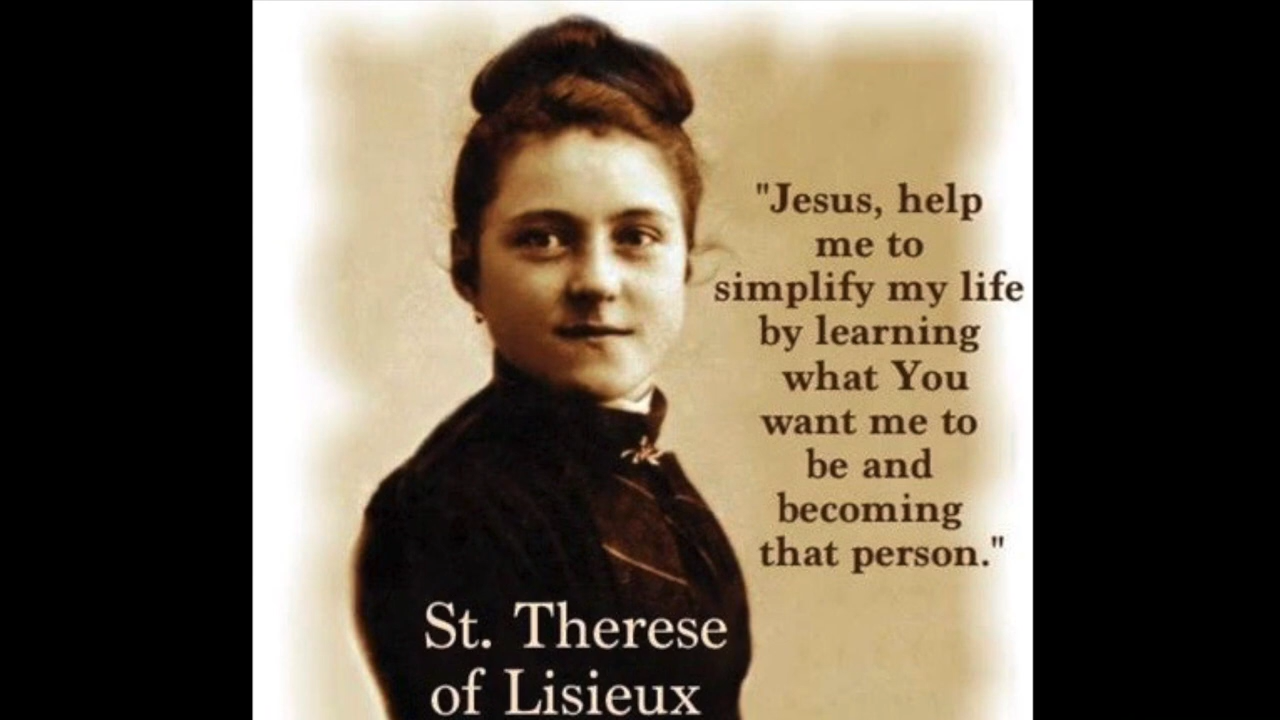 "Jesus, help
me to
simplify my life
by learning
what You
want me to
be and
becoming
that person."
St. Therese
of Lisieux